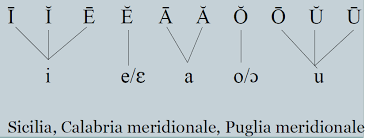 Ī Ĭ Ē Ĕ Ā Ă Ŏ Ō Ŭ Ū
i e/ɛ a o/ɔ u
Sicilia, Calabria meridionale, Puglia meridionale